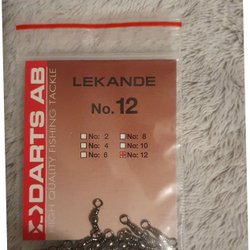 DARTS AB
HIGH QUALITY FISHING TACKLE
LEKANDE
No. 12
No: 2
No: 8
No: 4
No: 10
No: 6
No: 12